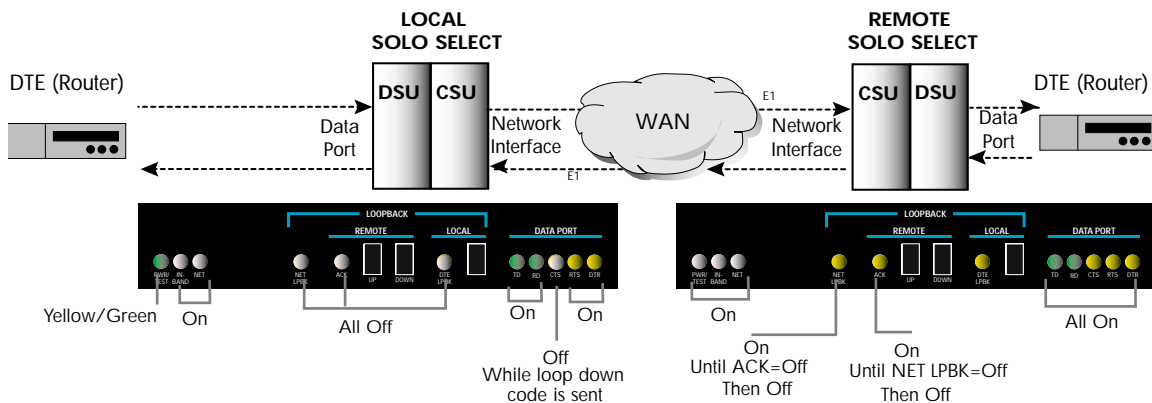 LOCAL
SOLO SELECT
REMOTE
SOLO SELECT
DTE (Router)
DSU
CSU
Data
Port
Network
Interface
E1
E1
WAN
Network
Interface
CSU
DSU
Data
Port
DTE (Router)
LOOPBACK
REMOTE
LOCAL
DATA PORT
PWR/
TEST
IN-
BAND
NET
NET
LPBK
ACK
UP
DOWN
DTE
LPBK
TD
RD
CTS
RTS
DTR
Yellow/Green
On
All Off
On
Off
While loop down
code is sent
On
LOOPBACK
REMOTE
LOCAL
DATA PORT
PWR/
TEST
IN-
BAND
NET
NET
LPBK
ACK
UP
DOWN
DTE
LPBK
TD
RD
CTS
RTS
DTR
On
On
Until ACK=Off
Then Off
On
Until NET LPBK=Off
Then Off
All On